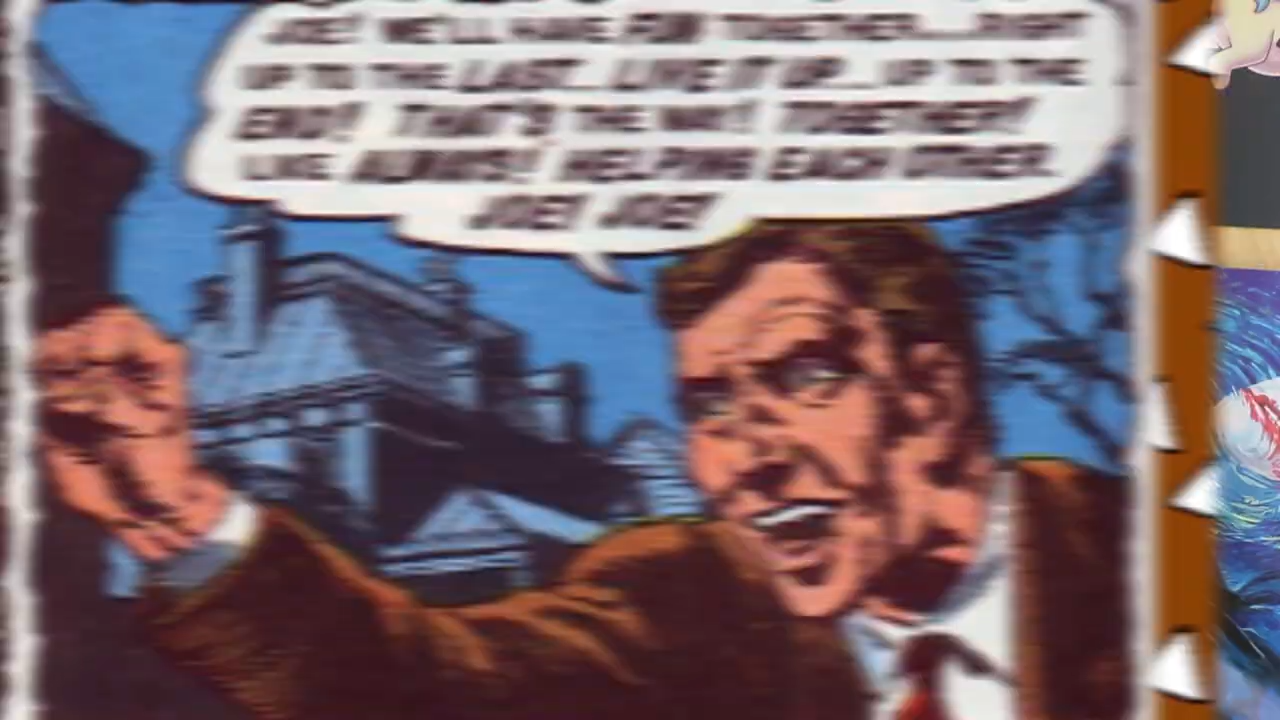 JOE! WE'LL HAVE FUN TOGETHER...RIGHT
UP TO THE LAST...LIVE IT UP...UP TO THE
END! THAT'S THE WAY! TOGETHER!
LIKE ALWAYS! HELPING EACH OTHER.
JOE! JOE!